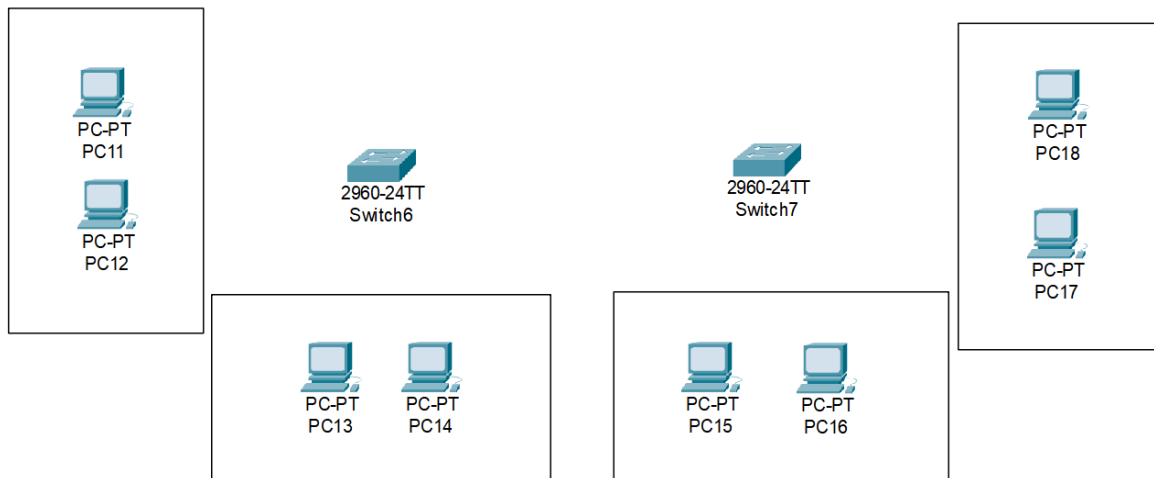 PC-PT
PC11
PC-PT
PC12
2960-24TT
Switch6
2960-24TT
Switch7
PC-PT
PC18
PC-PT
PC17
PC-PT
PC13
PC-PT
PC14
PC-PT
PC15
PC-PT
PC16